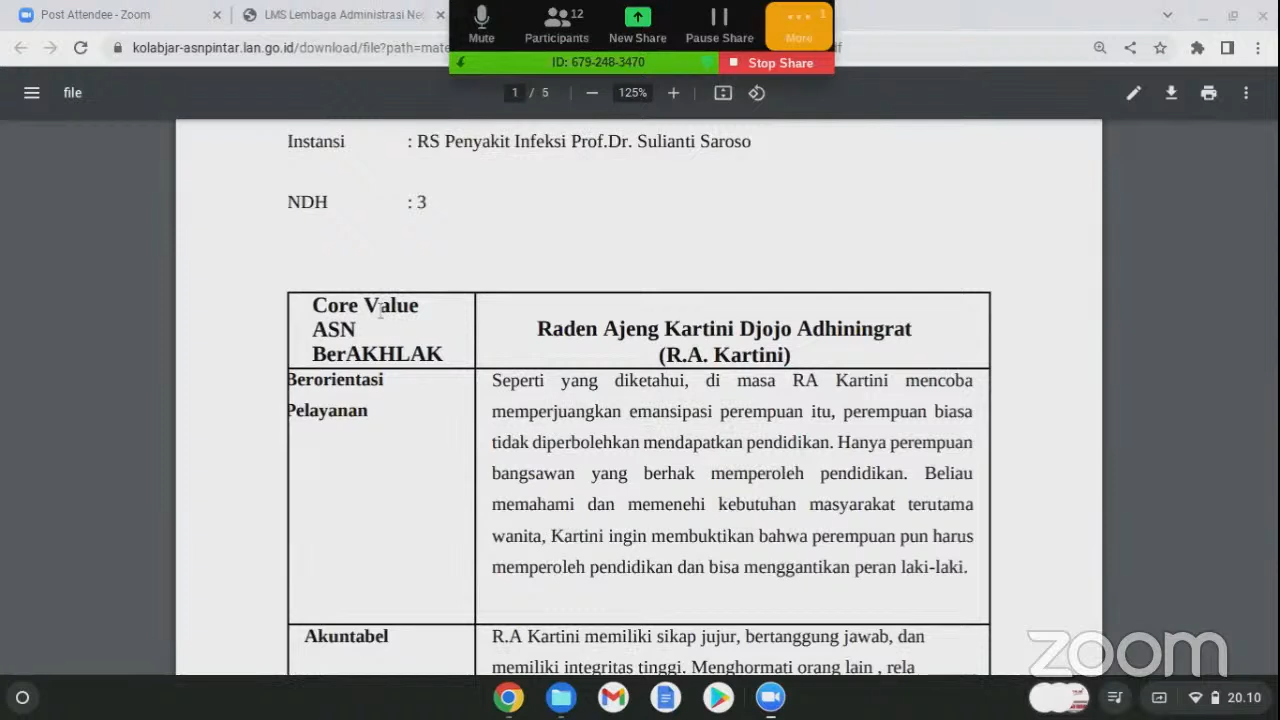 Post Attendee - Zoom
LMS Lembaga Administrasi Ne
Mute
12
Participants
New Share
Pause Share
1
More
kolabjar-asnpintar.lan.go.id/download/file?path=mate
ID: 679-248-3470
Stop Share
file
1 / 5
125%
Instansi : RS Penyakit Infeksi Prof.Dr. Sulianti Saroso
NDH : 3
Core Value
ASN
BerAKHLAK
Raden Ajeng Kartini Djojo Adhiningrat
(R.A. Kartini)
Berorientasi
Pelayanan
Seperti yang diketahui, di masa RA Kartini mencoba
memperjuangkan emansipasi perempuan itu, perempuan biasa
tidak diperbolehkan mendapatkan pendidikan. Hanya perempuan
bangsawan yang berhak memperoleh pendidikan. Beliau
memahami dan memenehi kebutuhan masyarakat terutama
wanita, Kartini ingin membuktikan bahwa perempuan pun harus
memperoleh pendidikan dan bisa menggantikan peran laki-laki.
Akuntabel
R.A Kartini memiliki sikap jujur, bertanggung jawab, dan
memiliki integritas tinggi. Menghormati orang lain , rela
zoom
20.10